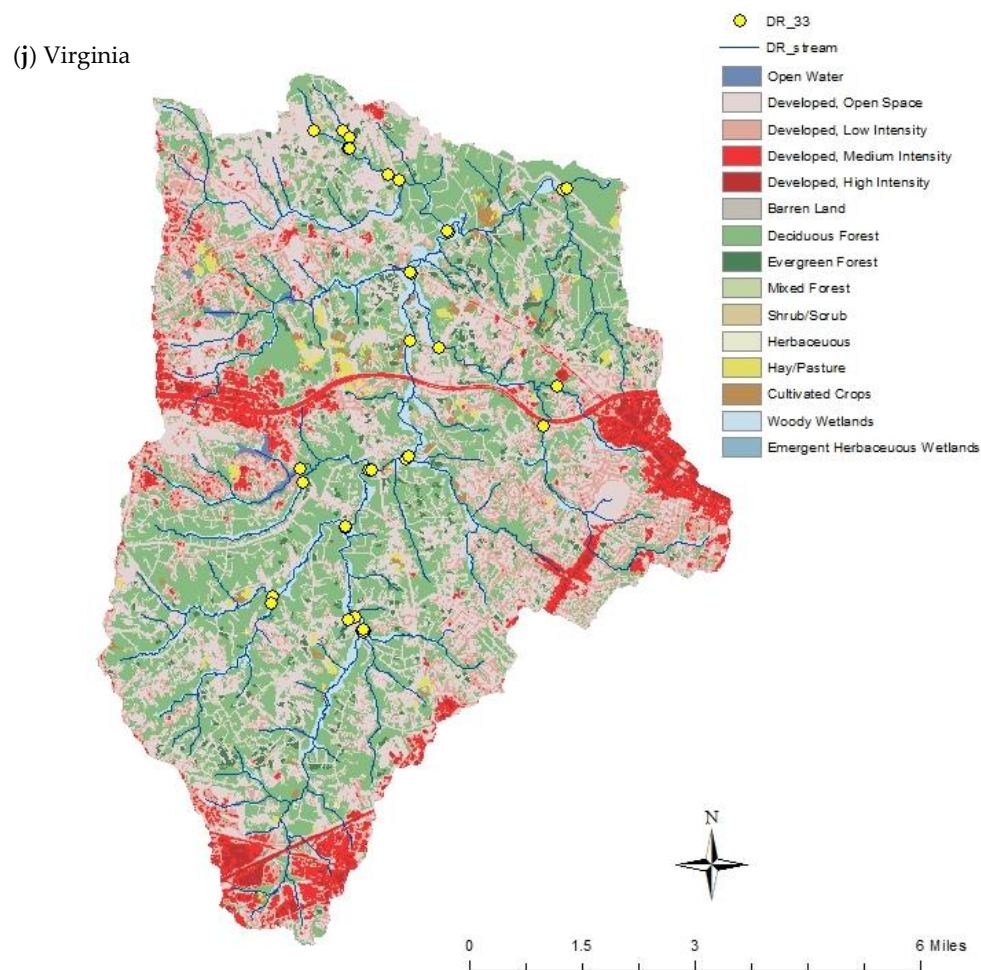 (j) Virginia
DR_33
DR_stream
Open Water
Developed, Open Space
Developed, Low Intensity
Developed, Medium Intensity
Developed, High Intensity
Barren Land
Deciduous Forest
Evergreen Forest
Mixed Forest
Shrub/Scrub
Herbaceuous
Hay/Pasture
Cultivated Crops
Woody Wetlands
Emergent Herbaceuous Wetlands
N
0 1.5 3 6 Miles